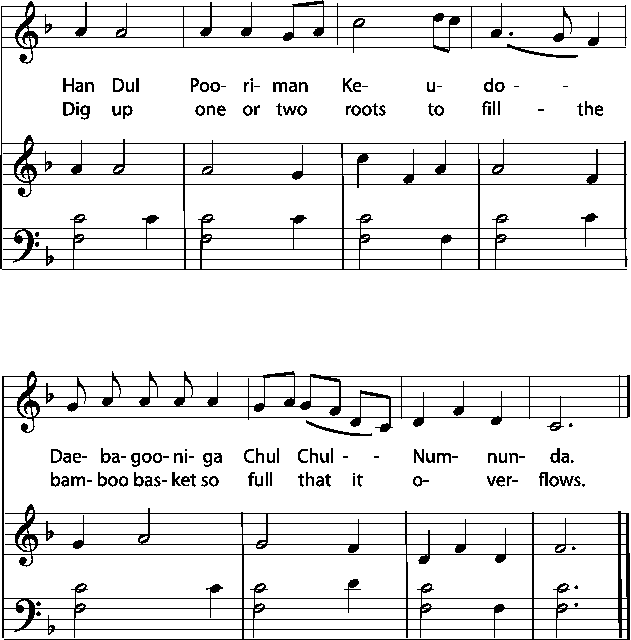 Han Dul Poo- ri- man Ke- u- do - -
Dig up one or two roots to fill - the
Dae- ba- goo- ni- ga Chul Chul - - Num- nun- da.
bam- boo bas- ket so full that it o- ver- flows.